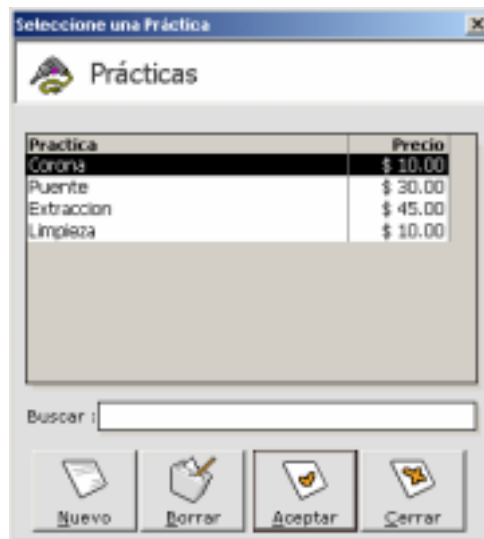 Seleccione una Práctica
Prácticas
Practica Precio
Corona $ 10.00
Puente $ 30.00
Extraccion $ 45.00
Limpieza $ 10.00
Buscar :
Nuevo Borrar Aceptar Cerrar